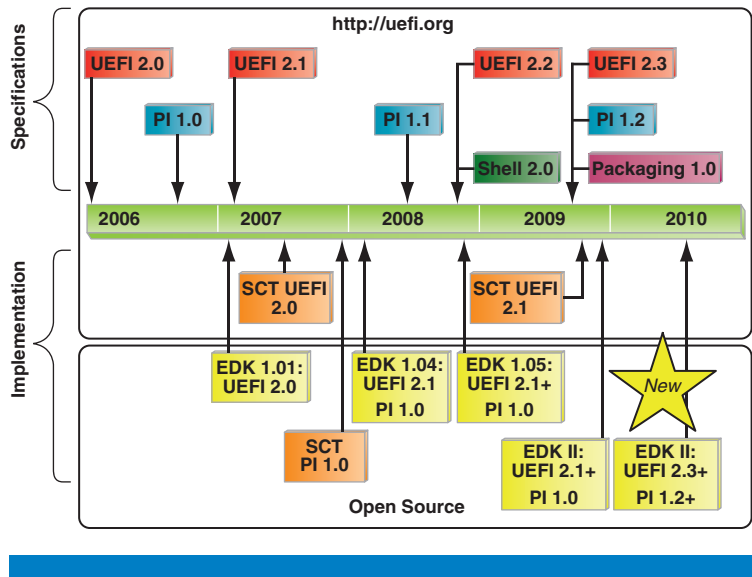 http://uefi.org
Specifications
UEFI 2.0
UEFI 2.1
UEFI 2.2
UEFI 2.3
PI 1.0
PI 1.1
PI 1.2
Shell 2.0
Packaging 1.0
2006
2007
2008
2009
2010
Implementation
SCT UEFI
2.0
SCT UEFI
2.1
EDK 1.01:
UEFI 2.0
EDK 1.04:
UEFI 2.1
PI 1.0
EDK 1.05:
UEFI 2.1+
PI 1.0
New
SCT
PI 1.0
EDK II:
UEFI 2.1+
PI 1.0
EDK II:
UEFI 2.3+
PI 1.2+
Open Source